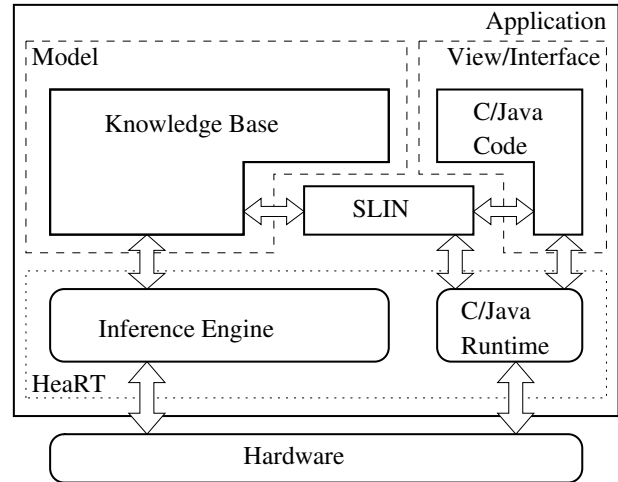 Application
Model
View/Interface
Knowledge Base
C/Java
Code
SLIN
Inference Engine
C/Java
Runtime
HeaRT
Hardware